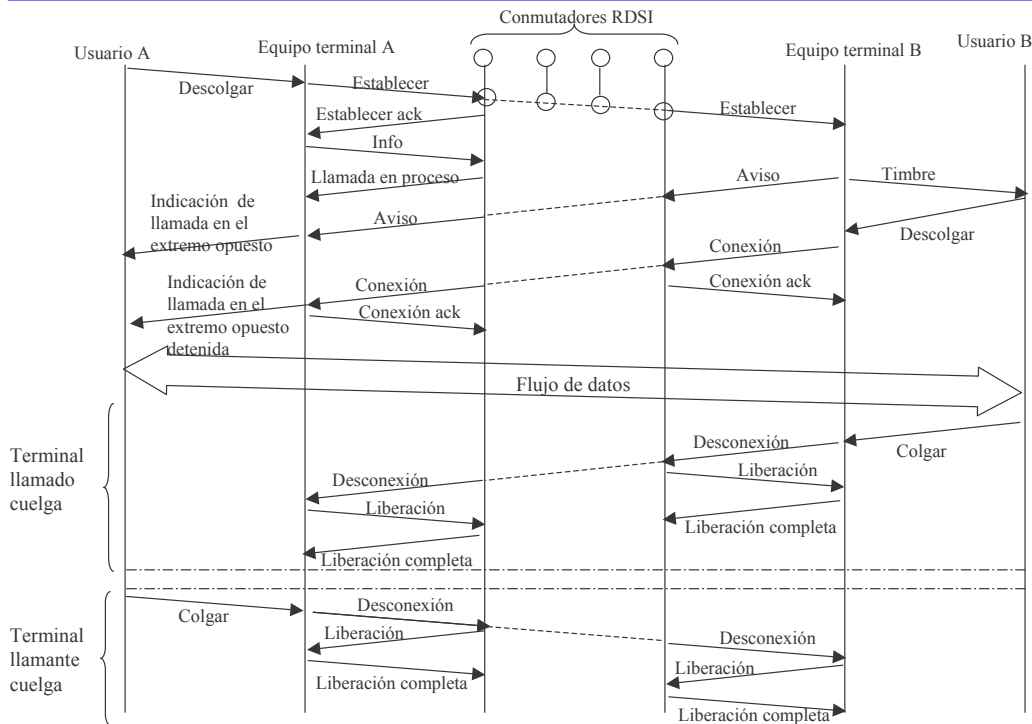 Conmutadores RDSI
Usuario A
Equipo terminal A
Equipo terminal B
Usuario B
Descolgar
Establecer
Establecer
Establecer ack
Info
Llamada en proceso
Aviso
Timbre
Indicación de
llamada en el
extremo opuesto
Aviso
Descolgar
Conexión
Indicación de
llamada en el
extremo opuesto
detenida
Conexión
Conexión ack
Conexión ack
Flujo de datos
Terminal
llamado
cuelga
Desconexión
Colgar
Liberación
Desconexión
Liberación
Liberación completa
Liberación completa
Terminal
llamante
cuelga
Colgar
Desconexión
Liberación
Desconexión
Liberación
Liberación completa
Liberación completa